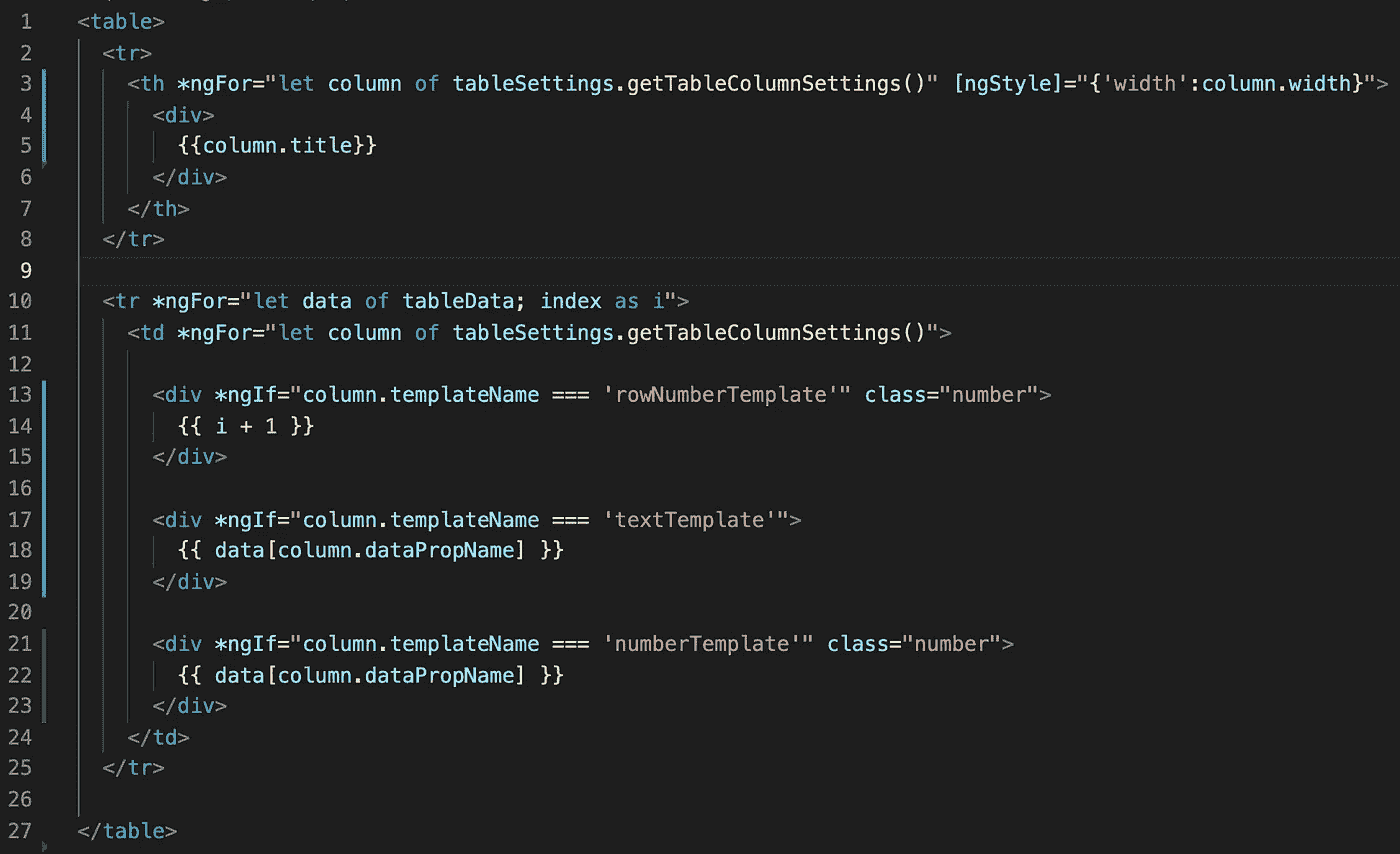 1 <table>
2 <tr>
3 <th *ngFor="let column of tableSettings.getTableColumnSettings()" [ngStyle]="{'width':column.width}">
4 <div>
5 {{column.title}}
6 </div>
7 </th>
8 </tr>
9
10 <tr *ngFor="let data of tableData; index as i">
11 <td *ngFor="let column of tableSettings.getTableColumnSettings()">
12
13 <div *ngIf="column.templateName === 'rowNumberTemplate'" class="number">
14 {{ i + 1 }}
15 </div>
16
17 <div *ngIf="column.templateName === 'textTemplate'">
18 {{ data[column.dataPropName] }}
19 </div>
20
21 <div *ngIf="column.templateName === 'numberTemplate'" class="number">
22 {{ data[column.dataPropName] }}
23 </div>
24 </td>
25 </tr>
26
27 </table>